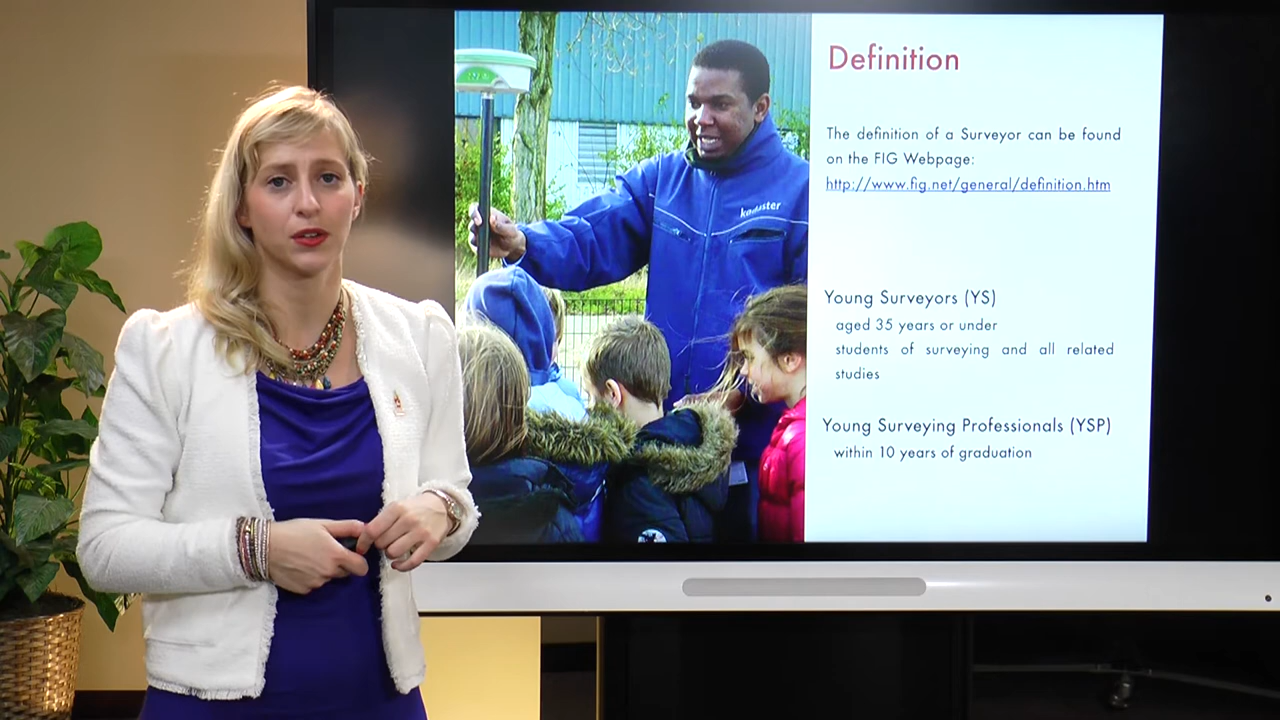 Definition
The definition of a Surveyor can be found
on the FIG Webpage:
http://www.fig.net/general/definition.htm
Young Surveyors (YS)
aged 35 years or under
students of surveying and all related
studies
Young Surveying Professionals (YSP)
within 10 years of graduation
kadaster